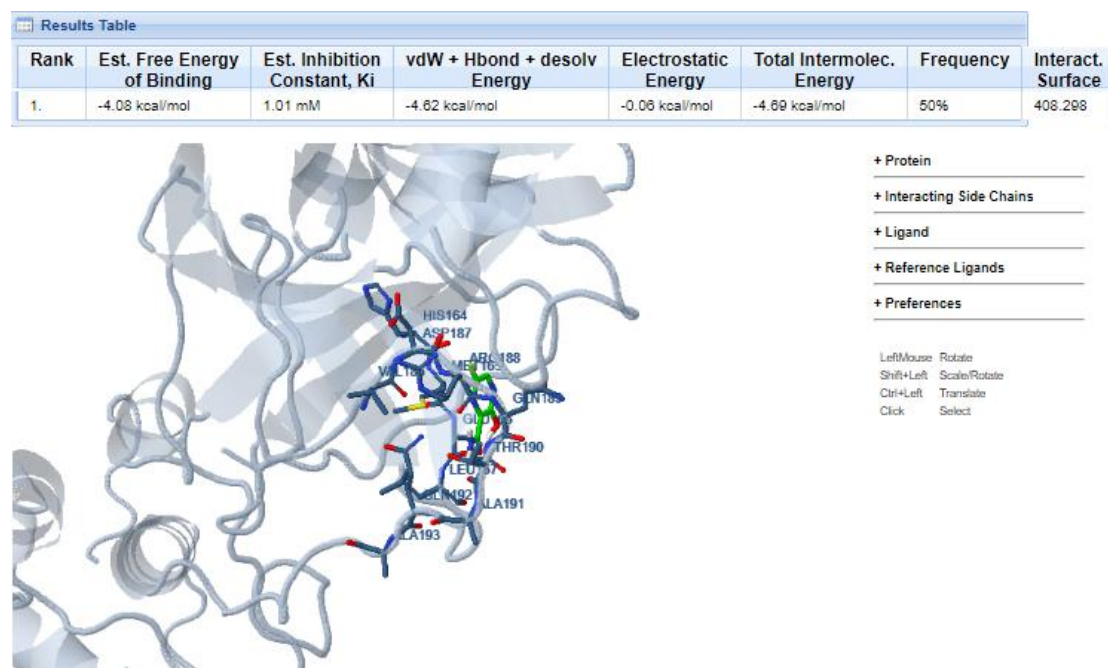 Results Table
Rank Est. Free Energy of Binding Est. Inhibition Constant, Ki vdW + Hbond + desolv Energy Electrostatic Energy Total Intermolec. Energy Frequency Interact. Surface
1. -4.08 kcal/mol 1.01 mM -4.62 kcal/mol -0.06 kcal/mol -4.69 kcal/mol 50% 408.298
+ Protein
+ Interacting Side Chains
+ Ligand
+ Reference Ligands
+ Preferences
LeftMouse Rotate
Shift+Left Scale/Rotate
Ctrl+Left Translate
Click Select
HIS164
ASP187
THR190